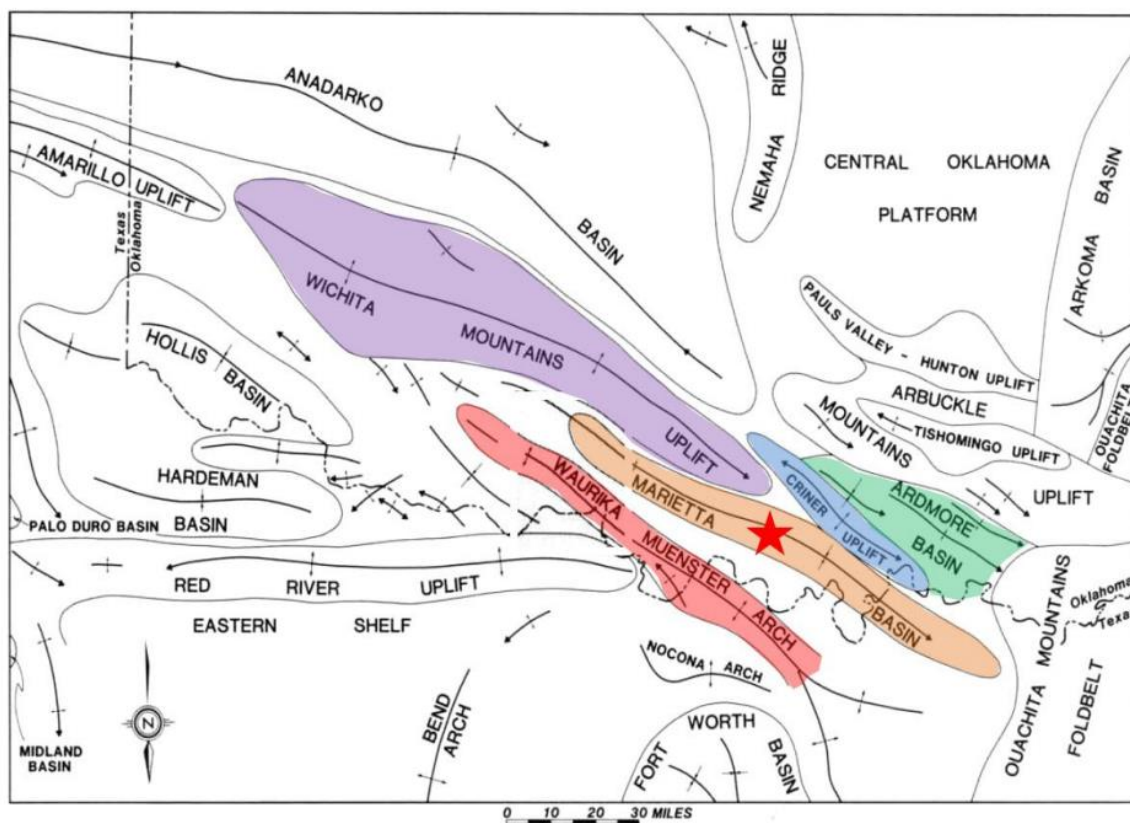 ANADARKO
BASIN
NEMAHA
RIDGE
CENTRAL OKLAHOMA
PLATFORM
ARKOMA BASIN
AMARILLO UPLIFT
Texas
Oklahoma
WICHITA
MOUNTAINS
UPLIFT
PAULS VALLEY - HUNTON UPLIFT
ARBUCKLE
MOUNTAINS
UPLIFT
TISHOMINGO UPLIFT
OUACHITA
FOLDBELT
HOLLIS
BASIN
HARDEMAN
BASIN
PALO DURO BASIN
WAURIKA
MUENSTER
ARCH
MARIETTA
BASIN
CRINER
UPLIFT
ARDMORE
BASIN
RED RIVER UPLIFT
EASTERN SHELF
Oklahoma
Texas
OUACHITA MOUNTAINS
FOLDBELT
NOCONA ARCH
BEND
ARCH
FORT
WORTH
BASIN
MIDLAND
BASIN
N
0 10 20 30 MILES